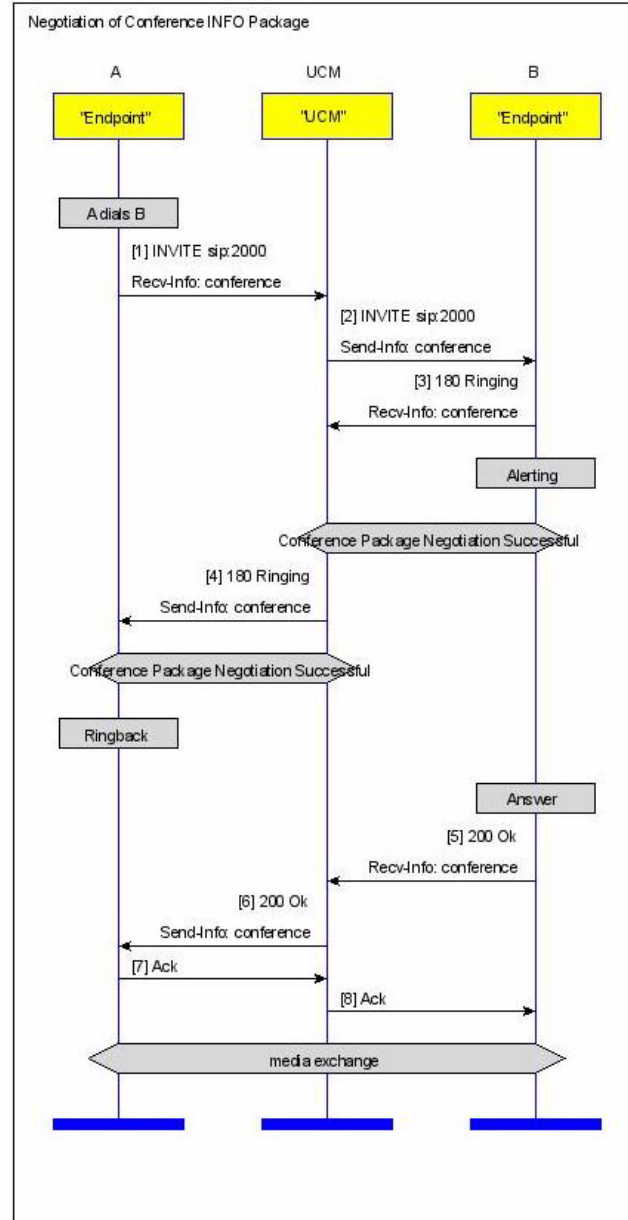 Negotiation of Conference INFO Package
A UCM B
"Endpoint" "UCM" "Endpoint"
A dials B
[1] INVITE sip:2000
Recv-Info: conference
[2] INVITE sip:2000
Send-Info: conference
[3] 180 Ringing
Recv-Info: conference
Alerting
Conference Package Negotiation Successful
[4] 180 Ringing
Send-Info: conference
Conference Package Negotiation Successful
Ringback
Answer
[5] 200 Ok
Recv-Info: conference
[6] 200 Ok
Send-Info: conference
[7] Ack
[8] Ack
media exchange